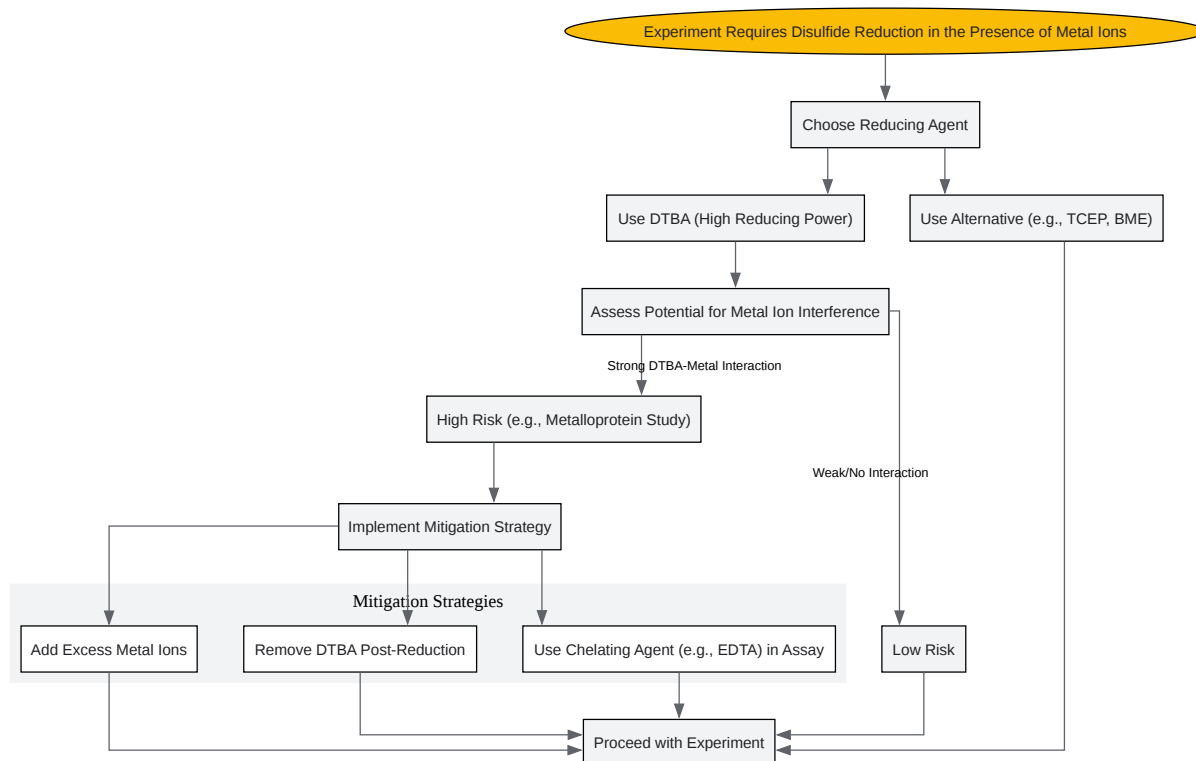 Experiment Requires Disulfide Reduction in the Presence of Metal Ions
Choose Reducing Agent
Use DTBA (High Reducing Power)
Use Alternative (e.g., TCEP, BME)
Assess Potential for Metal Ion Interference
Strong DTBA-Metal Interaction
High Risk (e.g., Metalloprotein Study)
Weak/No Interaction
Implement Mitigation Strategy
Mitigation Strategies
Add Excess Metal Ions
Remove DTBA Post-Reduction
Use Chelating Agent (e.g., EDTA) in Assay
Low Risk
Proceed with Experiment